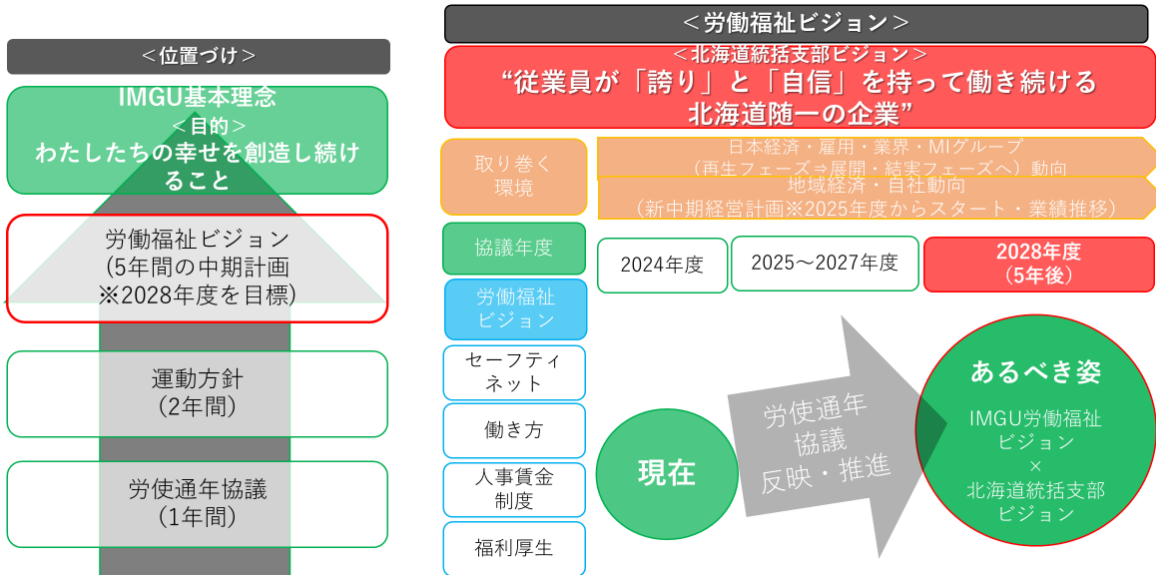 ＜位置づけ＞
IMGU基本理念
＜目的＞
わたしたちの幸せを創造し続け
ること
労働福祉ビジョン
(5年間の中期計画
※2028年度を目標)
運動方針
(2年間)
労使通年協議
(1年間)
＜労働福祉ビジョン＞
＜北海道統括支部ビジョン＞
“従業員が「誇り」と「自信」を持って働き続ける
北海道随一の企業”
取り巻く
環境
日本経済・雇用・業界・MIグループ
(再生フェーズ⇒展開・結実フェーズへ）動向
地域経済・自社動向
（新中期経営計画※2025年度からスタート・業績推移）
協議年度
2024年度
2025～2027年度
2028年度
(5年後)
労働福祉
ビジョン
セーフティ
ネット
働き方
人事賃金
制度
福利厚生
現在
労使通年
協議
反映・推進
あるべき姿
IMGU労働福祉
ビジョン
×
北海道統括支部
ビジョン